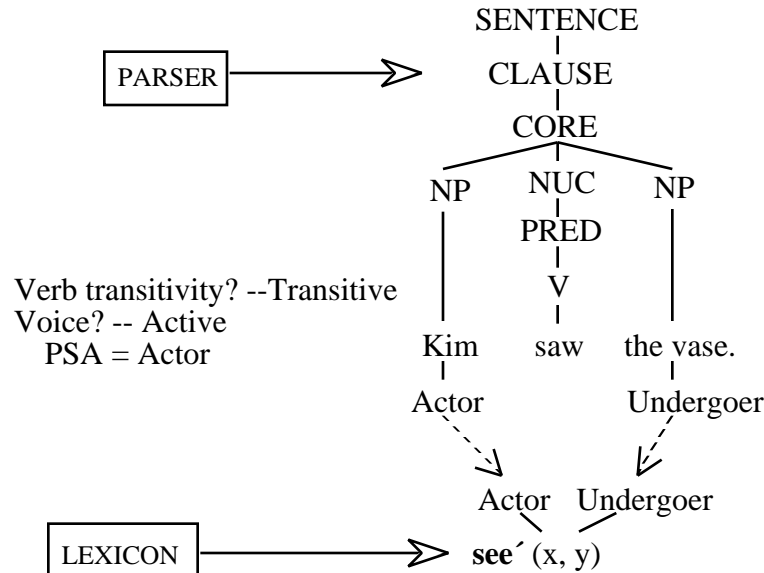 SENTENCE
PARSER
CLAUSE
CORE
NP NUC NP
PRED
Verb transitivity? --Transitive
V
Voice? -- Active
PSA = Actor
Kim saw the vase.
Actor Undergoer
Actor Undergoer
LEXICON
see´ (x, y)